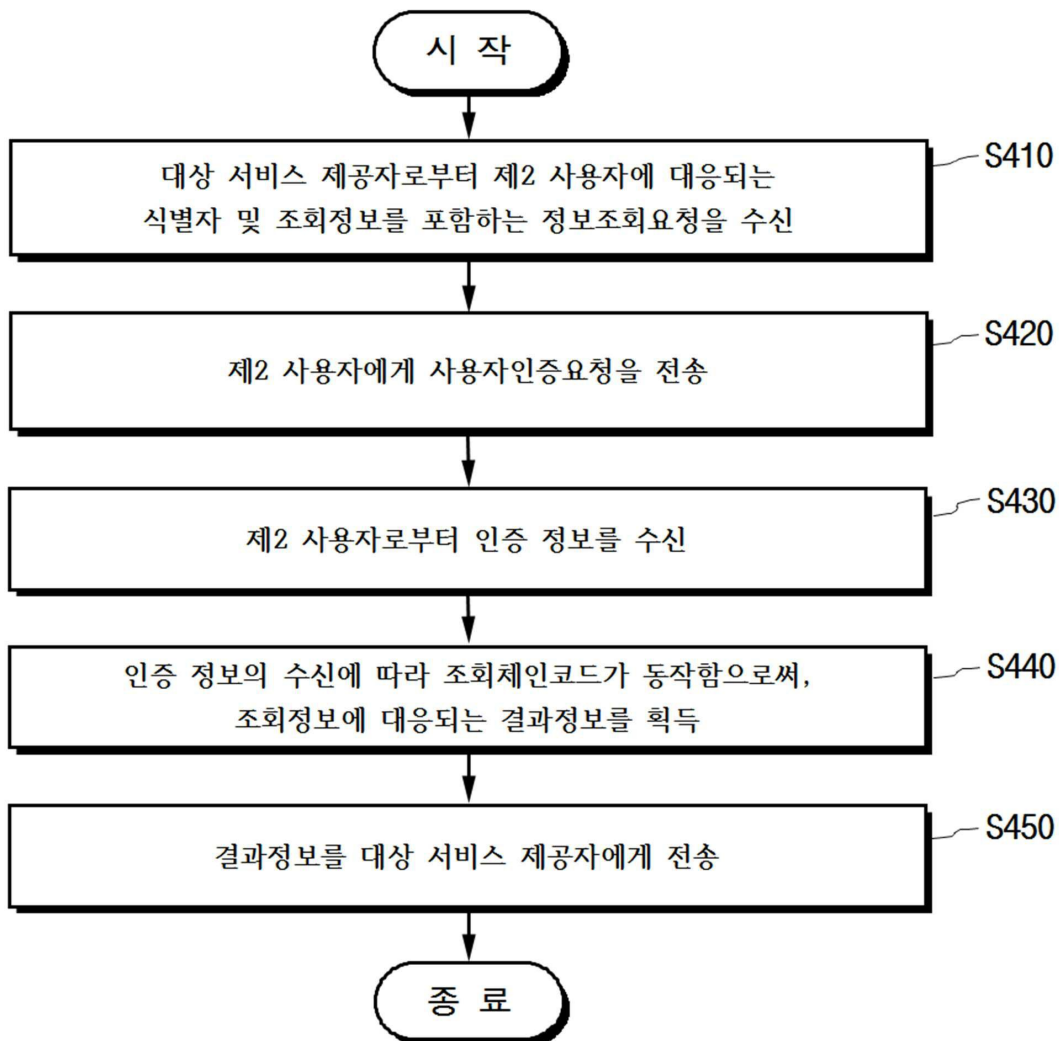 시 작
대상 서비스 제공자로부터 제2 사용자에 대응되는
식별자 및 조회정보를 포함하는 정보조회요청을 수신
S410
제2 사용자에게 사용자인증요청을 전송
S420
제2 사용자로부터 인증 정보를 수신
S430
인증 정보의 수신에 따라 조회체인코드가 동작함으로써,
조회정보에 대응되는 결과정보를 획득
S440
결과정보를 대상 서비스 제공자에게 전송
S450
종 료